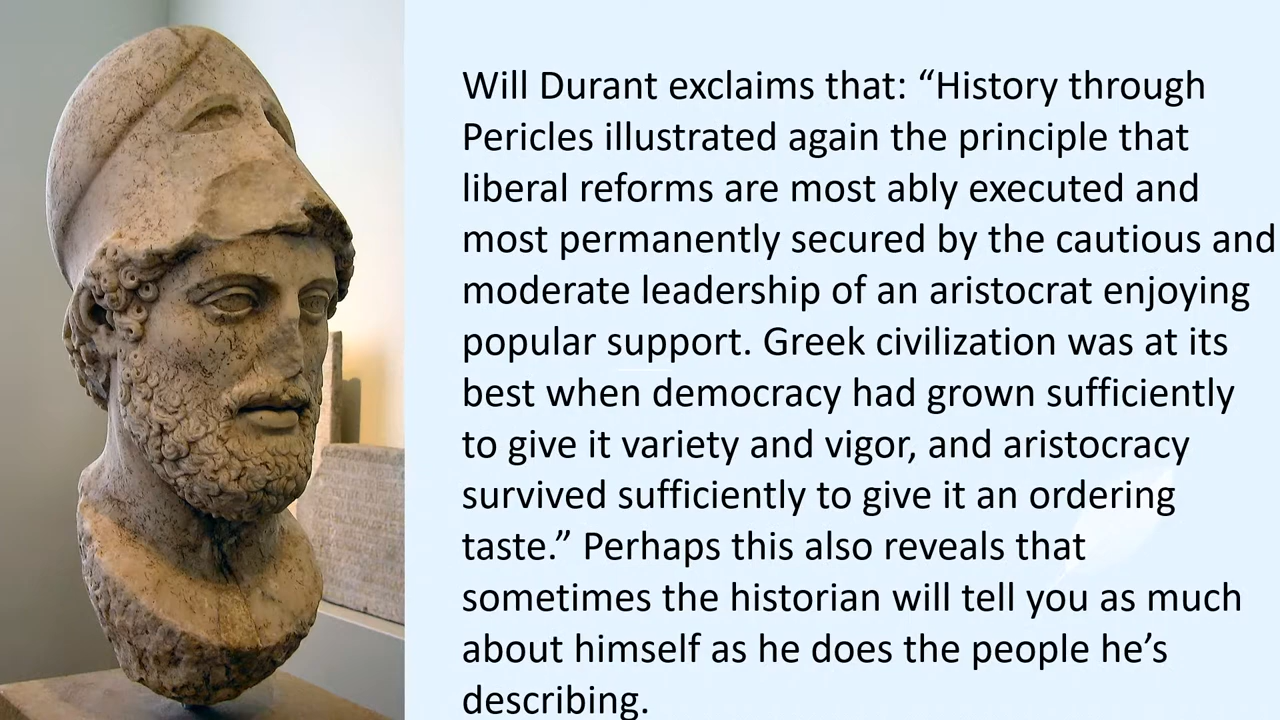 Will Durant exclaims that: “History through
Pericles illustrated again the principle that
liberal reforms are most ably executed and
most permanently secured by the cautious and
moderate leadership of an aristocrat enjoying
popular support. Greek civilization was at its
best when democracy had grown sufficiently
to give it variety and vigor, and aristocracy
survived sufficiently to give it an ordering
taste.” Perhaps this also reveals that
sometimes the historian will tell you as much
about himself as he does the people he’s
describing.